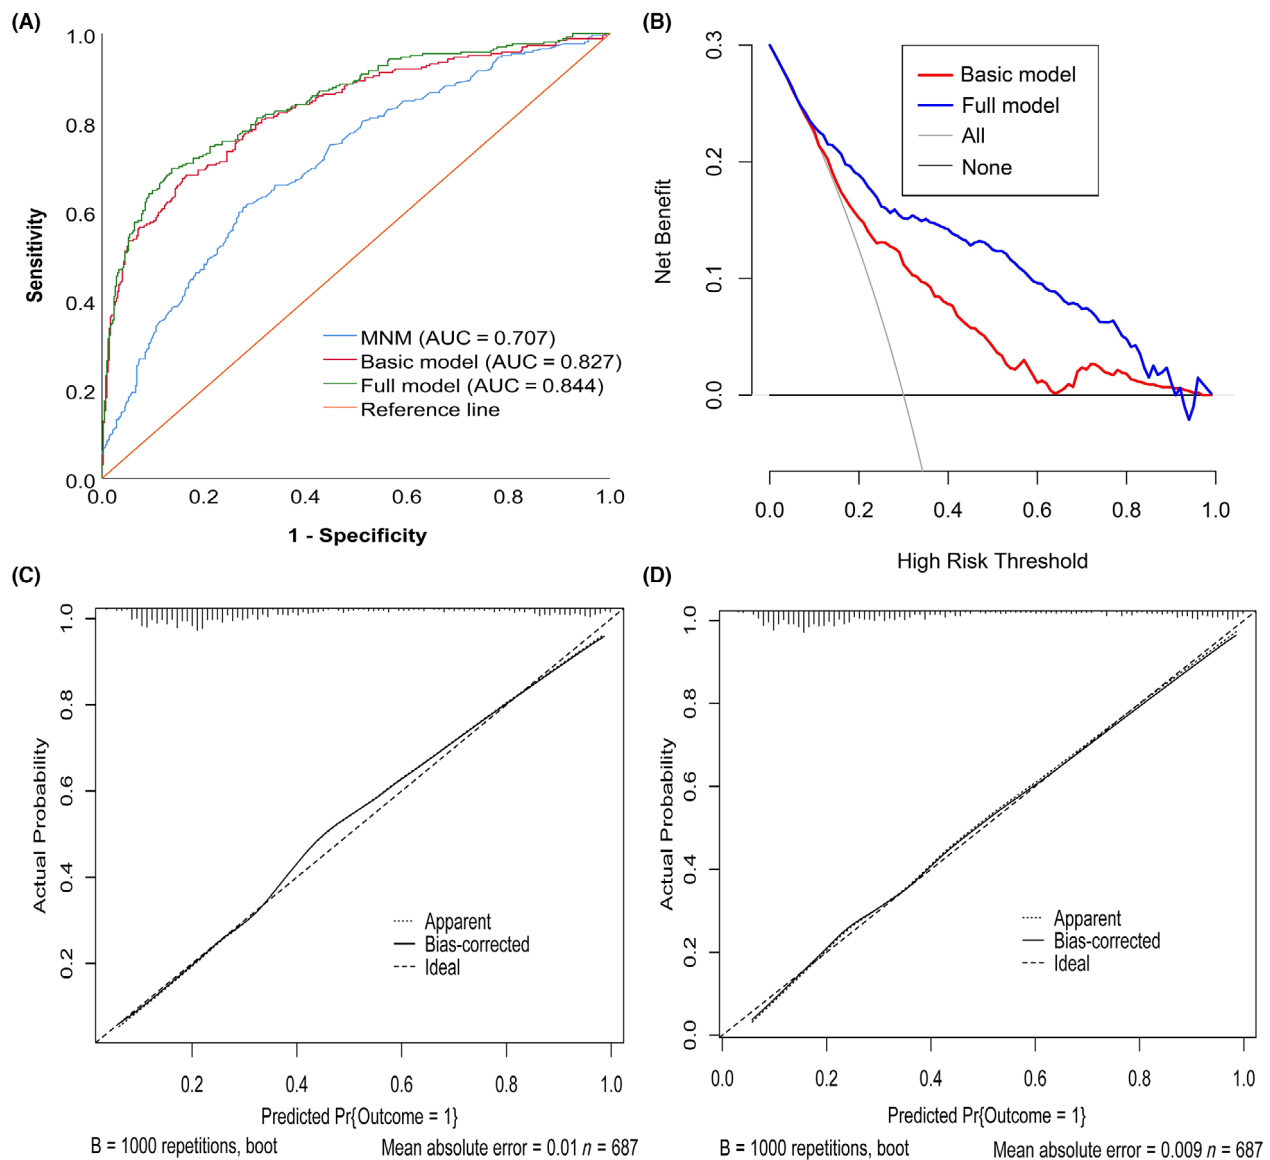 (A)
1.0
0.8
0.6
0.4
0.2
0.0
Sensitivity
MNM (AUC = 0.707)
Basic model (AUC = 0.827)
Full model (AUC = 0.844)
Reference line
0.0 0.2 0.4 0.6 0.8 1.0
1 - Specificity
(B)
0.3
0.2
0.1
0.0
Net Benefit
Basic model
Full model
All
None
0.0 0.2 0.4 0.6 0.8 1.0
High Risk Threshold
(C)
1.0
0.8
0.6
0.4
0.2
Actual Probability
Apparent
Bias-corrected
Ideal
0.2 0.4 0.6 0.8 1.0
Predicted Pr{Outcome = 1}
B = 1000 repetitions, boot Mean absolute error = 0.01 n = 687
(D)
1.0
0.8
0.6
0.4
0.2
0.0
Actual Probability
Apparent
Bias-corrected
Ideal
0.0 0.2 0.4 0.6 0.8 1.0
Predicted Pr{Outcome = 1}
B = 1000 repetitions, boot Mean absolute error = 0.009 n = 687